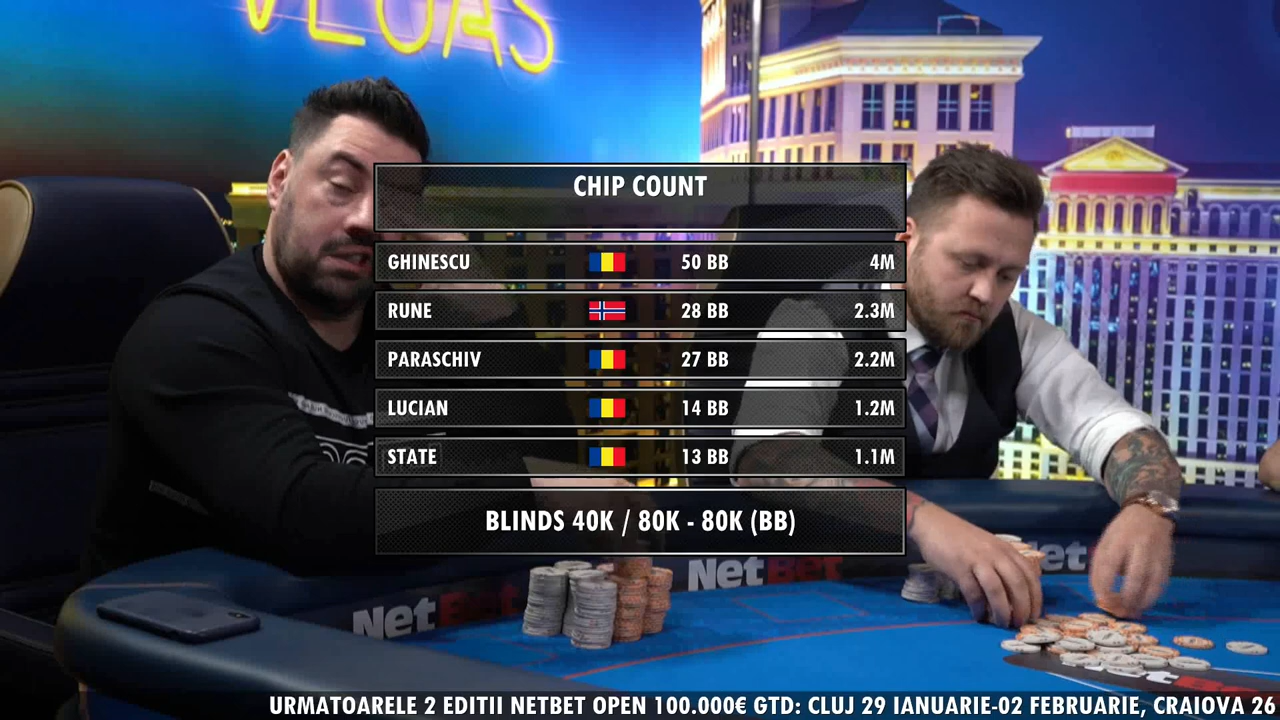 VEGAS
CHIP COUNT
GHINESCU 50 BB 4M
RUNE 28 BB 2.3M
PARASCHIV 27 BB 2.2M
LUCIAN 14 BB 1.2M
STATE 13 BB 1.1M
BLINDS 40K / 80K - 80K (BB)
NetBet
NetBet
URMATOARELE 2 EDITII NETBET OPEN 100.000€ GTD: CLUJ 29 IANUARIE-02 FEBRUARIE, CRAIOVA 26